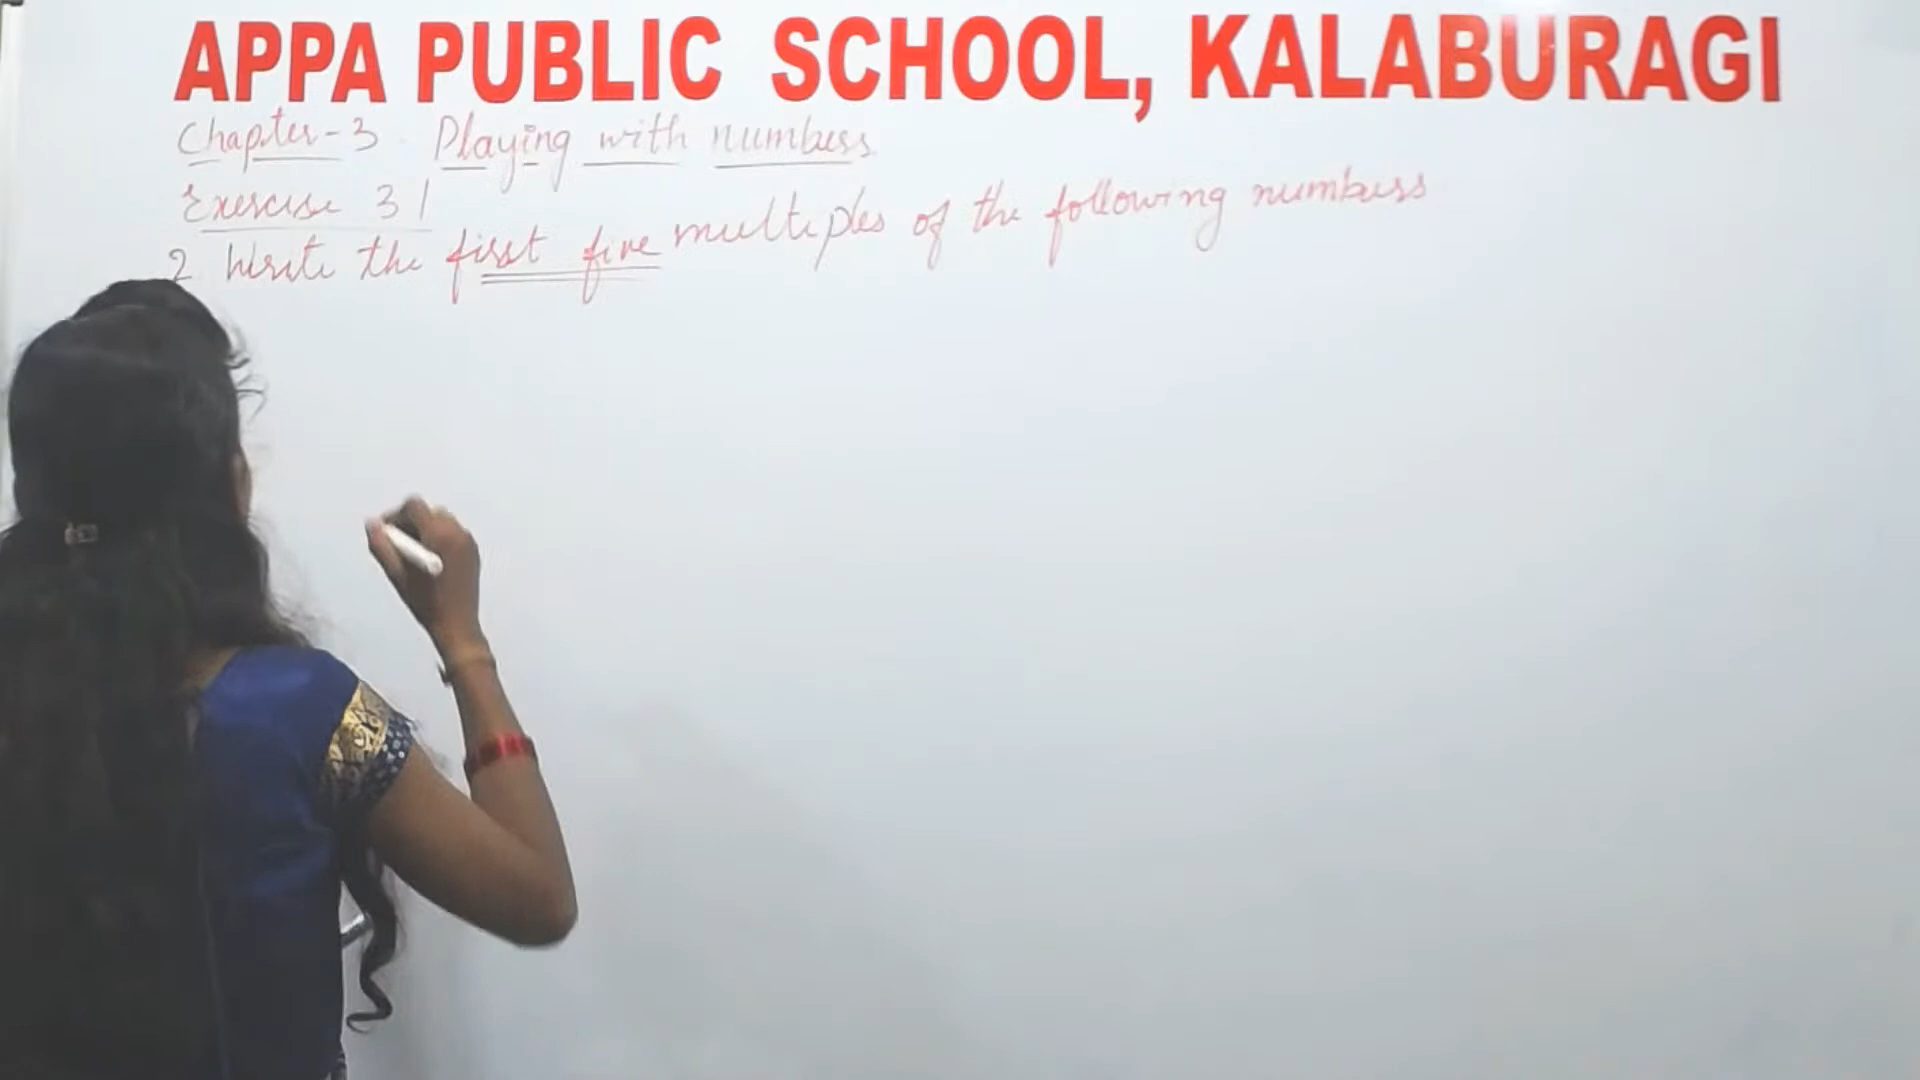 APPA PUBLIC SCHOOL, KALABURAGI
Chapter-3 Playing with numbers
Exercise 3.1
2 Write the first five multiples of the following numbers